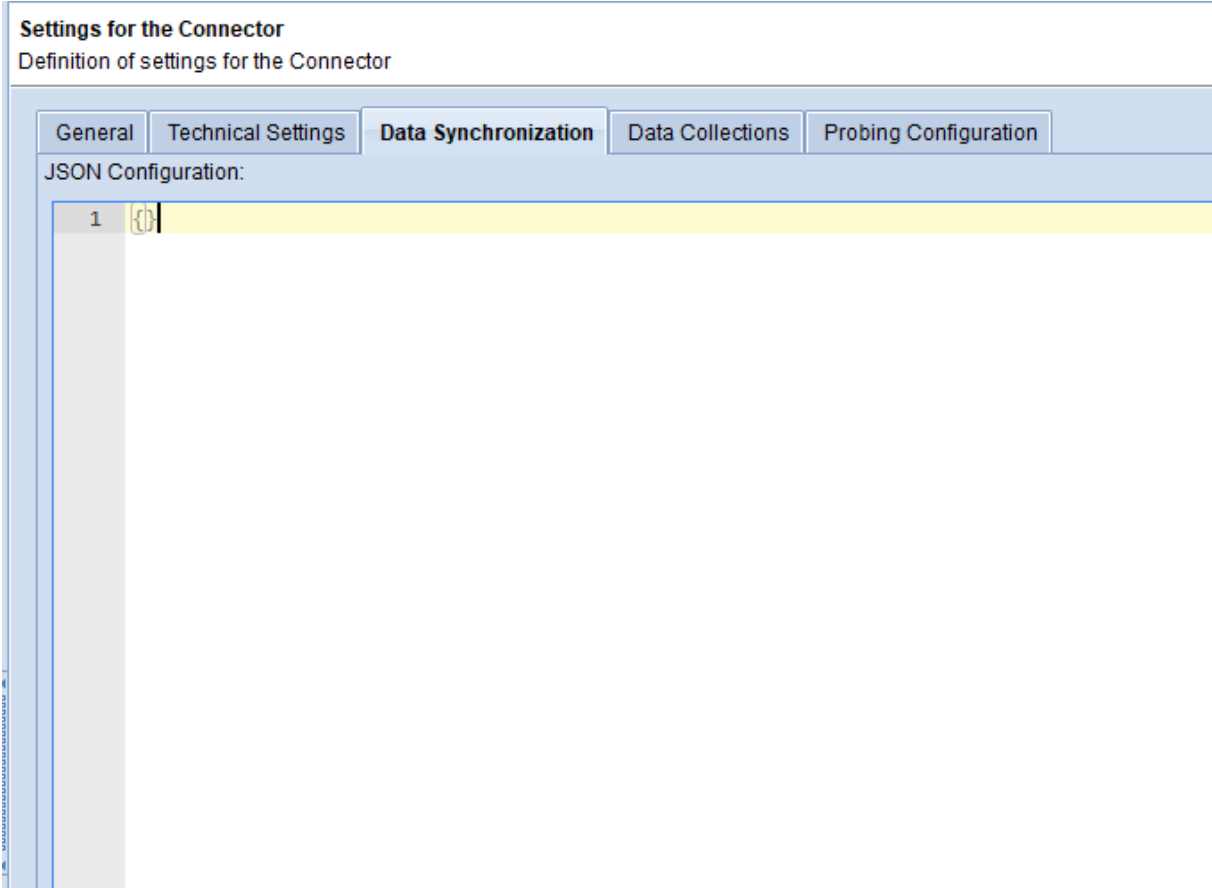 Settings for the Connector
Definition of settings for the Connector
General Technical Settings Data Synchronization Data Collections Probing Configuration
JSON Configuration:
1 {}